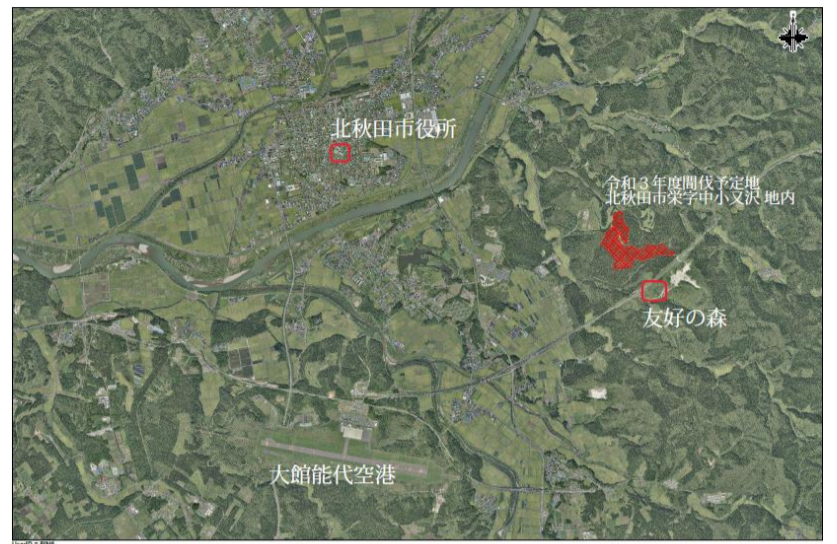 北秋田市役所
令和３年度間伐予定地
北秋田市栄字中小又沢 地内
友好の森
大館能代空港